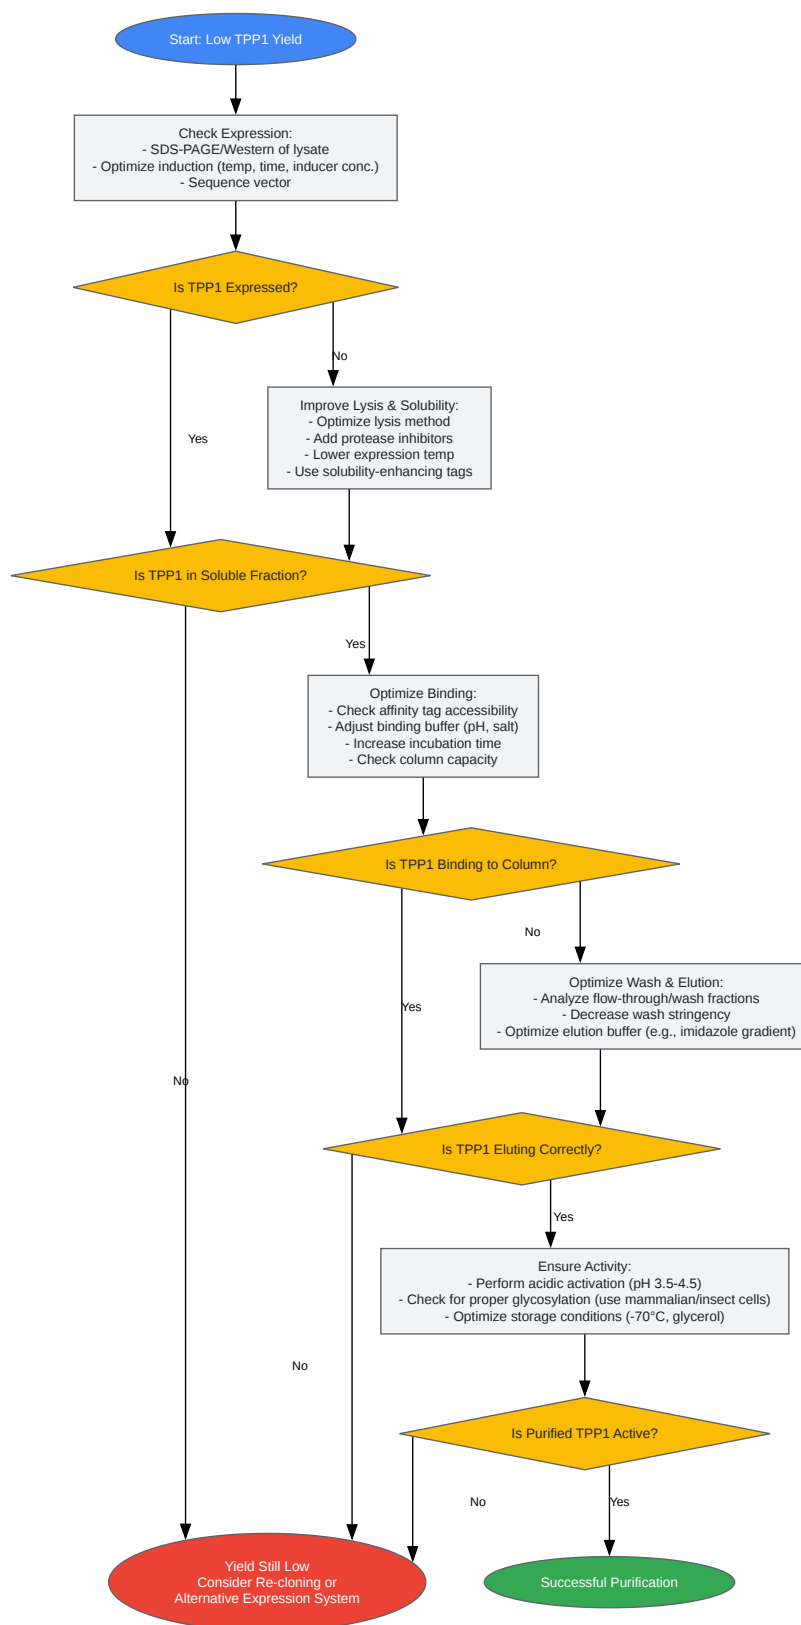 Start: Low TPP1 Yield
Check Expression:
- SDS-PAGE/Western of lysate
- Optimize induction (temp, time, inducer conc.)
- Sequence vector
Is TPP1 Expressed?
No
Improve Lysis & Solubility:
- Optimize lysis method
- Add protease inhibitors
- Lower expression temp
- Use solubility-enhancing tags
Yes
Is TPP1 in Soluble Fraction?
Yes
Optimize Binding:
- Check affinity tag accessibility
- Adjust binding buffer (pH, salt)
- Increase incubation time
- Check column capacity
Is TPP1 Binding to Column?
No
Optimize Wash & Elution:
- Analyze flow-through/wash fractions
- Decrease wash stringency
- Optimize elution buffer (e.g., imidazole gradient)
Yes
No
Is TPP1 Eluting Correctly?
Yes
Ensure Activity:
- Perform acidic activation (pH 3.5-4.5)
- Check for proper glycosylation (use mammalian/insect cells)
- Optimize storage conditions (-70°C, glycerol)
No
Is Purified TPP1 Active?
No
Yes
Yield Still Low
Consider Re-cloning or
Alternative Expression System
Successful Purification